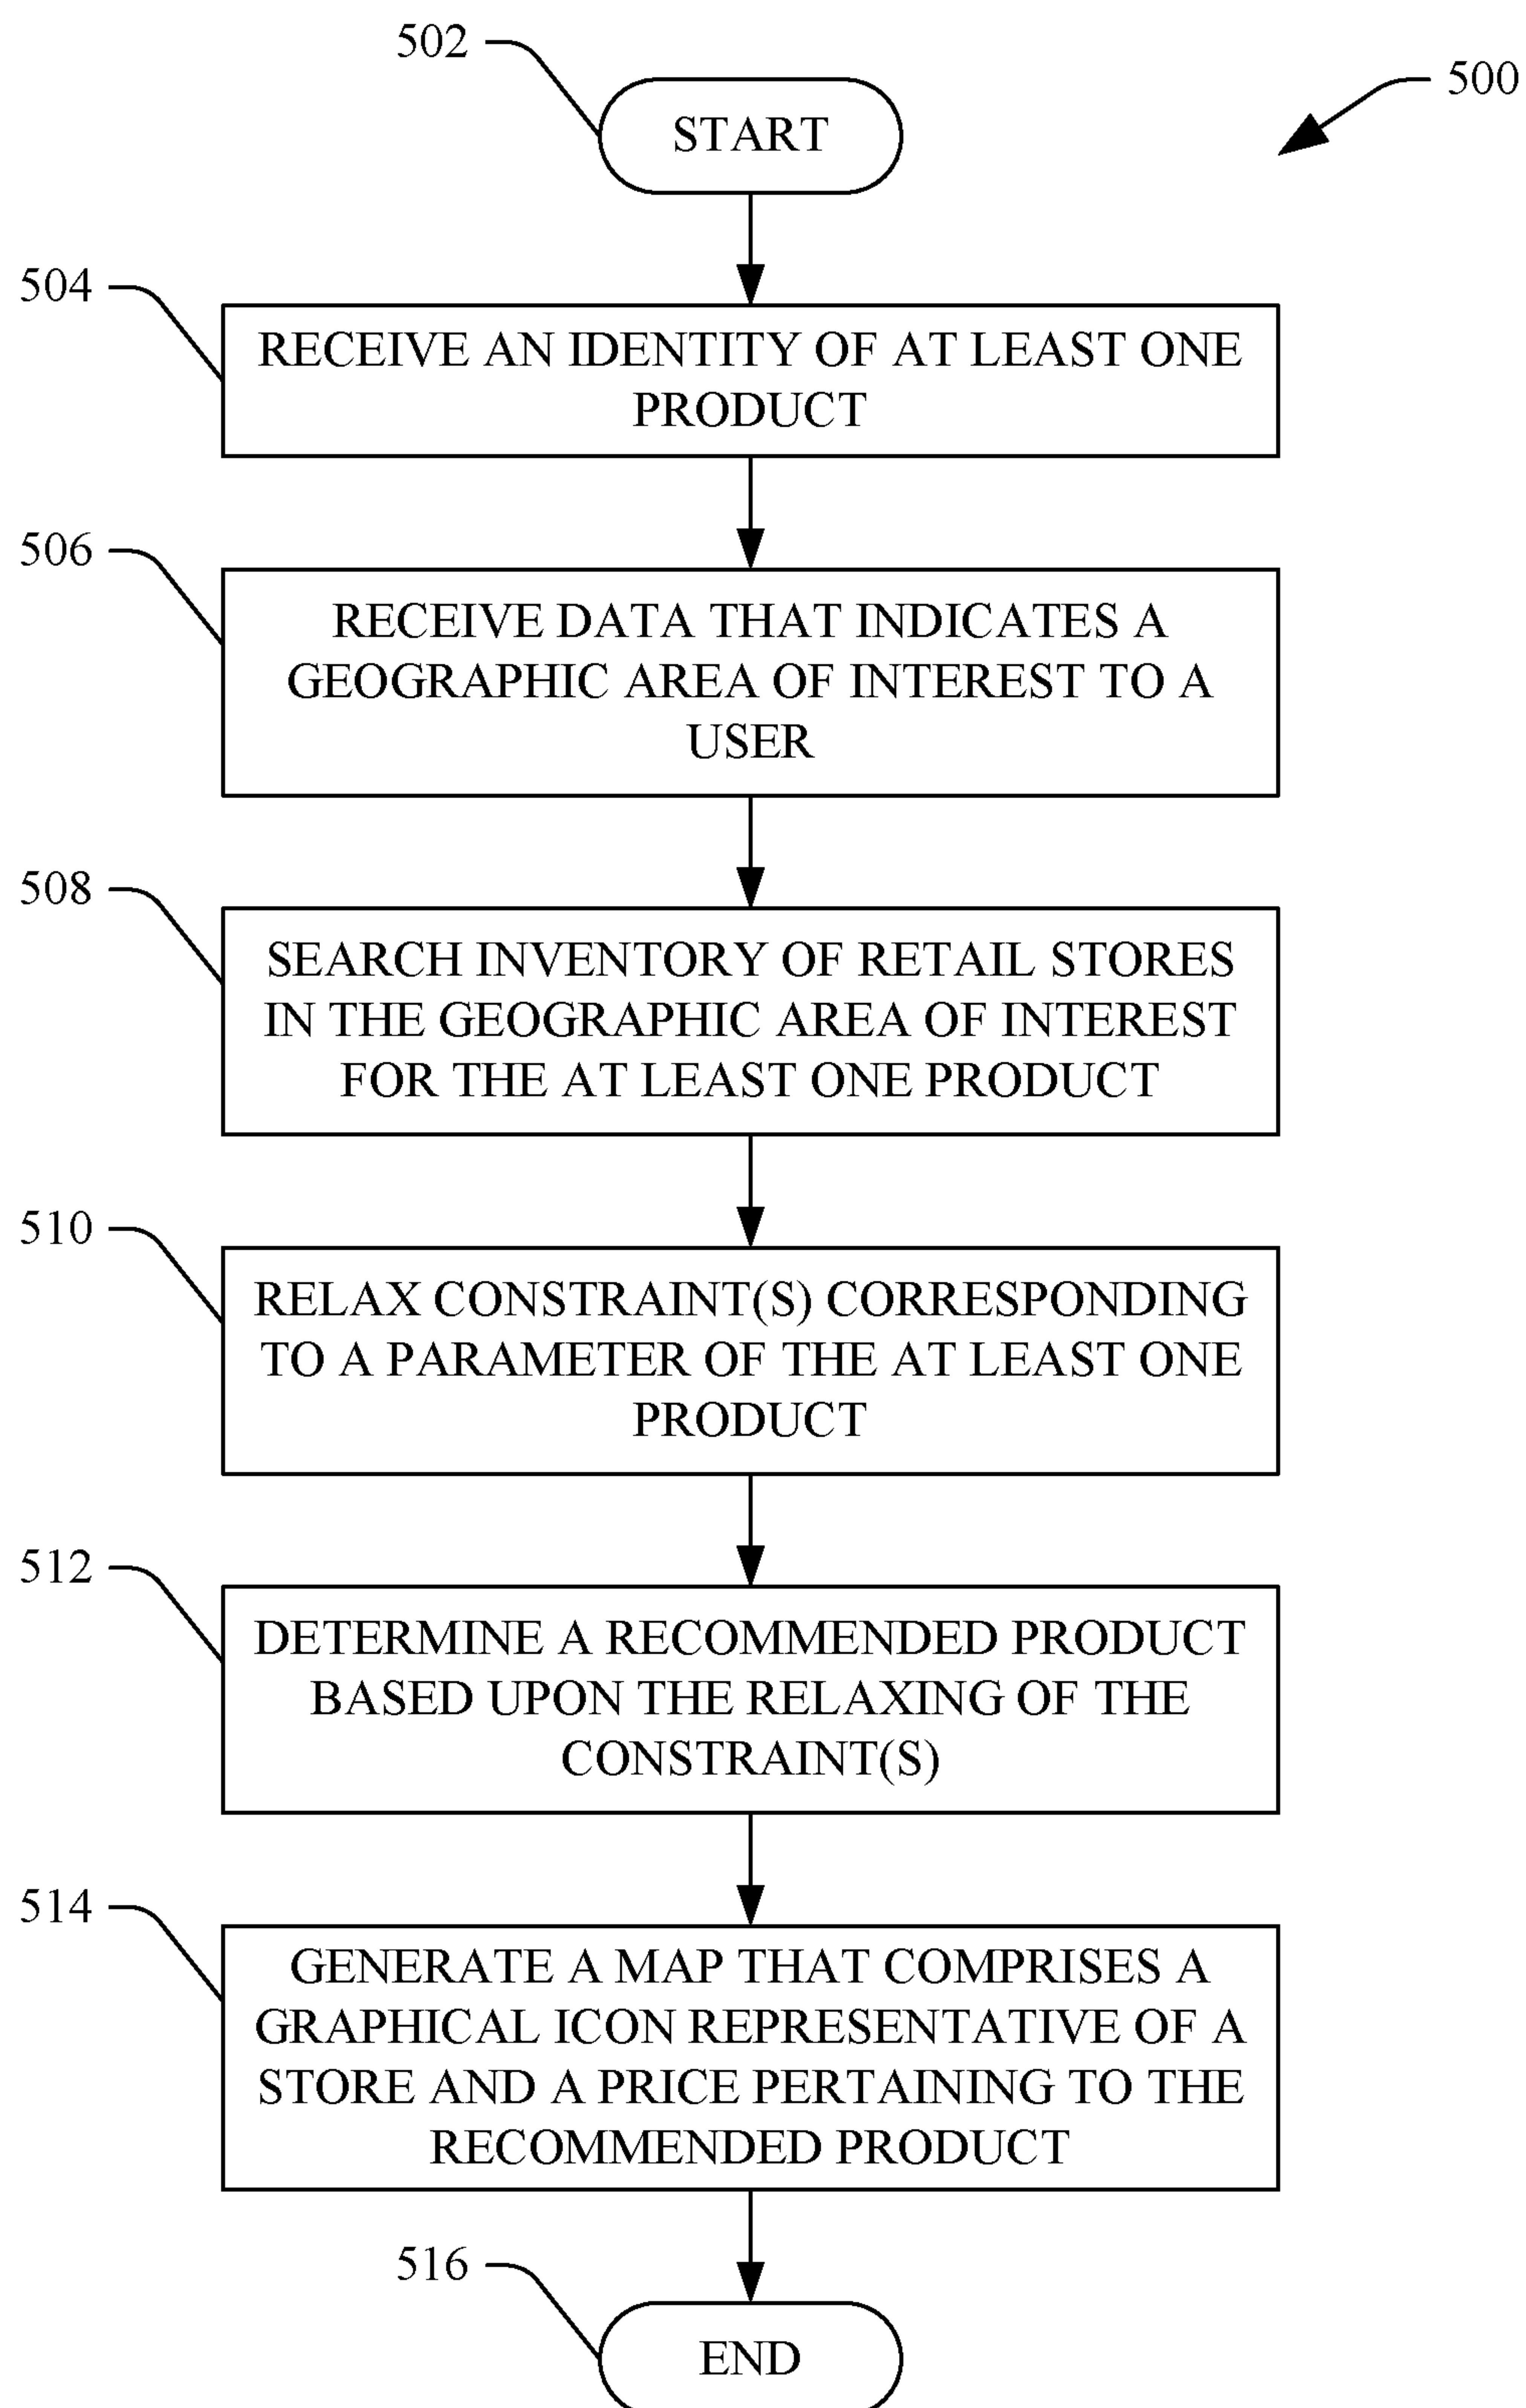 502
500
START
504
RECEIVE AN IDENTITY OF AT LEAST ONE
PRODUCT
506
RECEIVE DATA THAT INDICATES A
GEOGRAPHIC AREA OF INTEREST TO A
USER
508
SEARCH INVENTORY OF RETAIL STORES
IN THE GEOGRAPHIC AREA OF INTEREST
FOR THE AT LEAST ONE PRODUCT
510
RELAX CONSTRAINT(S) CORRESPONDING
TO A PARAMETER OF THE AT LEAST ONE
PRODUCT
512
DETERMINE A RECOMMENDED PRODUCT
BASED UPON THE RELAXING OF THE
CONSTRAINT(S)
514
GENERATE A MAP THAT COMPRISES A
GRAPHICAL ICON REPRESENTATIVE OF A
STORE AND A PRICE PERTAINING TO THE
RECOMMENDED PRODUCT
516
END